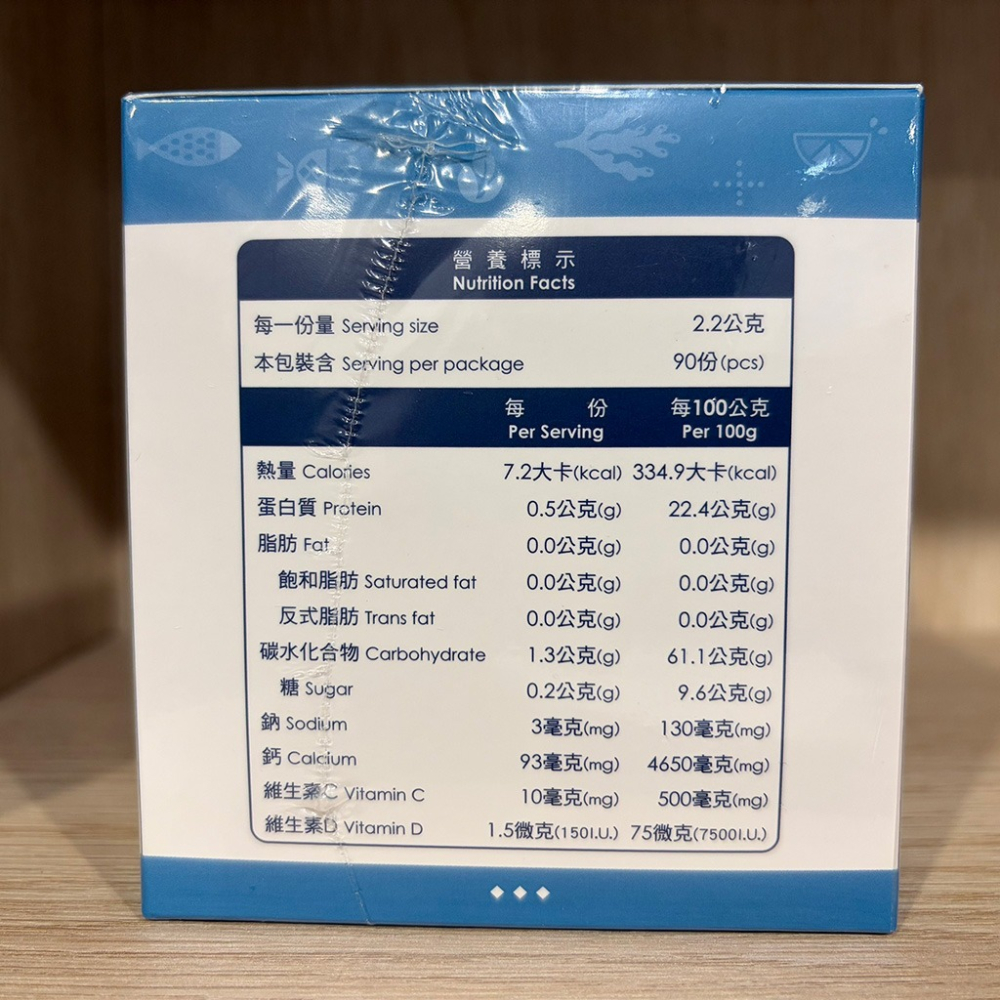 營養標示
Nutrition Facts
每一份量 Serving size 2.2公克
本包裝含 Serving per package 90份(pcs)
每 份 每100公克
Per Serving Per 100g
熱量 Calories 7.2大卡(kcal) 334.9大卡(kcal)
蛋白質 Protein 0.5公克(g) 22.4公克(g)
脂肪 Fat 0.0公克(g) 0.0公克(g)
飽和脂肪 Saturated fat 0.0公克(g) 0.0公克(g)
反式脂肪 Trans fat 0.0公克(g) 0.0公克(g)
碳水化合物 Carbohydrate 1.3公克(g) 61.1公克(g)
糖 Sugar 0.2公克(g) 9.6公克(g)
鈉 Sodium 3毫克(mg) 130毫克(mg)
鈣 Calcium 93毫克(mg) 4650毫克(mg)
維生素C Vitamin C 10毫克(mg) 500毫克(mg)
維生素D Vitamin D 1.5微克(150I.U.) 75微克(7500I.U.)